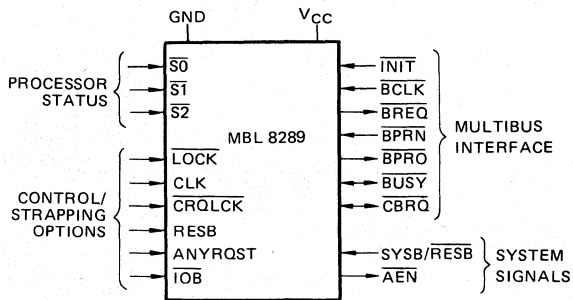 GND
VCC
PROCESSOR
STATUS
S0
S1
S2
MBL 8289
INIT
BCLK
BREQ
BPRN
BPRO
BUSY
CBRQ
MULTIBUS
INTERFACE
CONTROL/
STRAPPING
OPTIONS
LOCK
CLK
CRQLCK
RESB
ANYRQST
IOB
SYSB/RESB
AEN
SYSTEM
SIGNALS